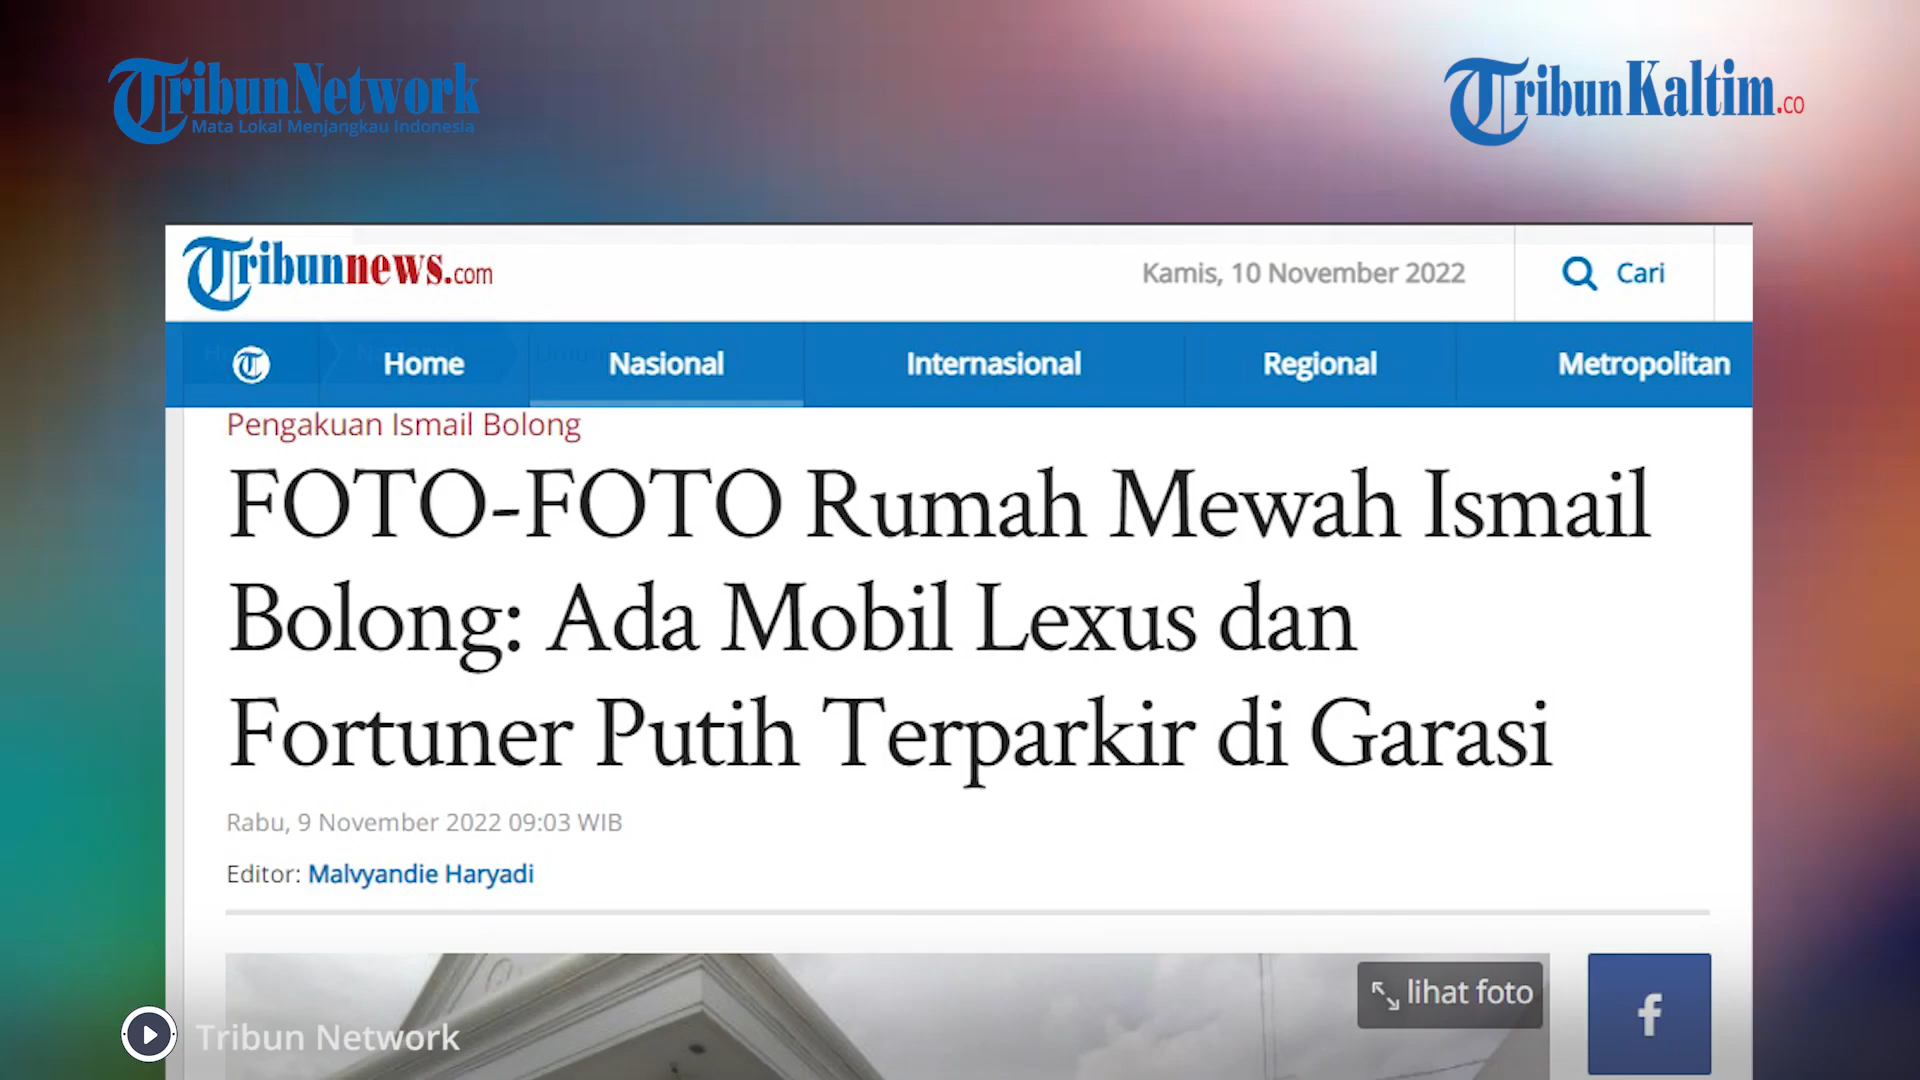 TribunNetwork
Mata Lokal Menjangkau Indonesia
TribunKaltim.co
Tribunnews.com
Kamis, 10 November 2022
Cari
Home
Nasional
Internasional
Regional
Metropolitan
Pengakuan Ismail Bolong
FOTO-FOTO Rumah Mewah Ismail
Bolong: Ada Mobil Lexus dan
Fortuner Putih Terparkir di Garasi
Rabu, 9 November 2022 09:03 WIB
Editor: Malvyandie Haryadi
lihat foto
f
Tribun Network